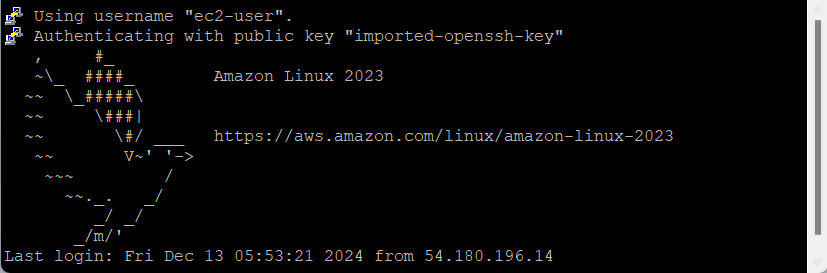 Using username "ec2-user".
Authenticating with public key "imported-openssh-key"
   ,     #_
   ~\_  ####_        Amazon Linux 2023
  ~~  \_#####\
  ~~     \###|
  ~~       \#/ ___   https://aws.amazon.com/linux/amazon-linux-2023
   ~~       V~' '->
    ~~~         /
      ~~._.   _/
         _/ _/
       _/m/'
Last login: Fri Dec 13 05:53:21 2024 from 54.180.196.14